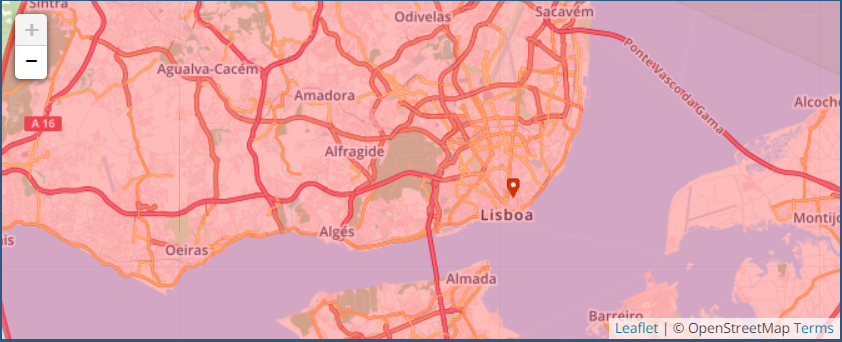 Sintra
Odivelas
Sacavém
+
−
Agualva-Cacém
Ponte Vasco da Gama
Amadora
Alcoche
A 16
Alfragide
Lisboa
Montijo
Algés
ais
Oeiras
Almada
Barreiro
Leaflet | © OpenStreetMap Terms